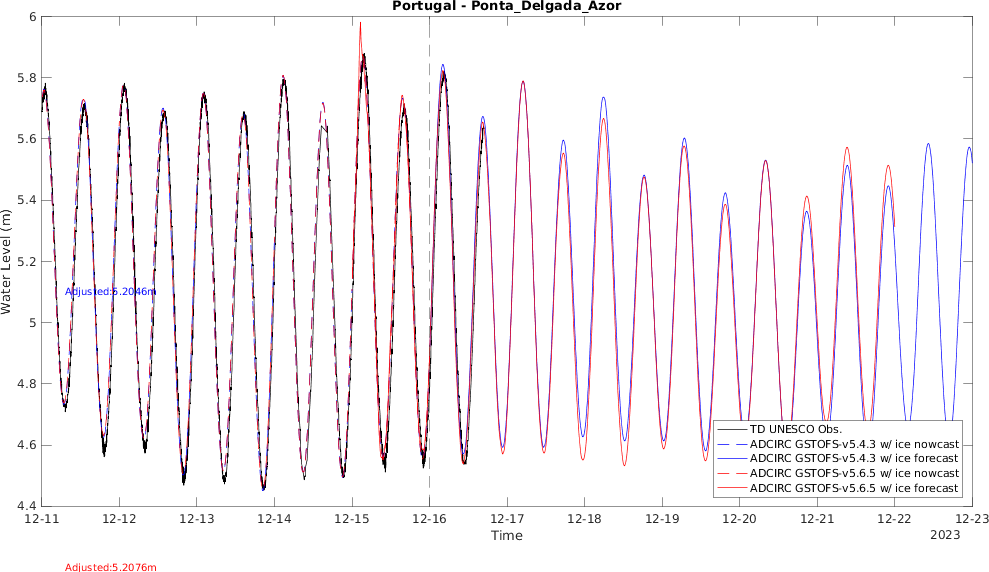 Portugal - Ponta_Delgada_Azor
6
5.8
5.6
5.4
5.2
5
4.8
4.6
4.4
Water Level (m)
Adjusted:5.2046m
TD UNESCO Obs.
ADCIRC GSTOFS-v5.4.3 w/ ice nowcast
ADCIRC GSTOFS-v5.4.3 w/ ice forecast
ADCIRC GSTOFS-v5.6.5 w/ ice nowcast
ADCIRC GSTOFS-v5.6.5 w/ ice forecast
12-11 12-12 12-13 12-14 12-15 12-16 12-17 12-18 12-19 12-20 12-21 12-22 12-23
Time
2023
Adjusted:5.2076m